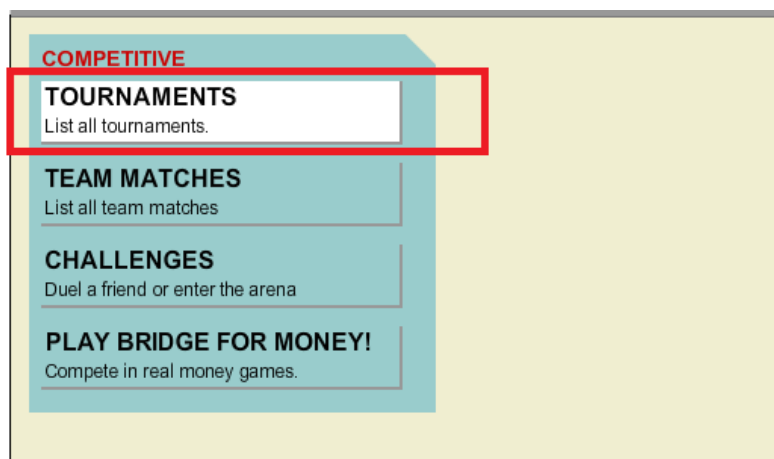 COMPETITIVE
TOURNAMENTS
List all tournaments.
TEAM MATCHES
List all team matches
CHALLENGES
Duel a friend or enter the arena
PLAY BRIDGE FOR MONEY!
Compete in real money games.